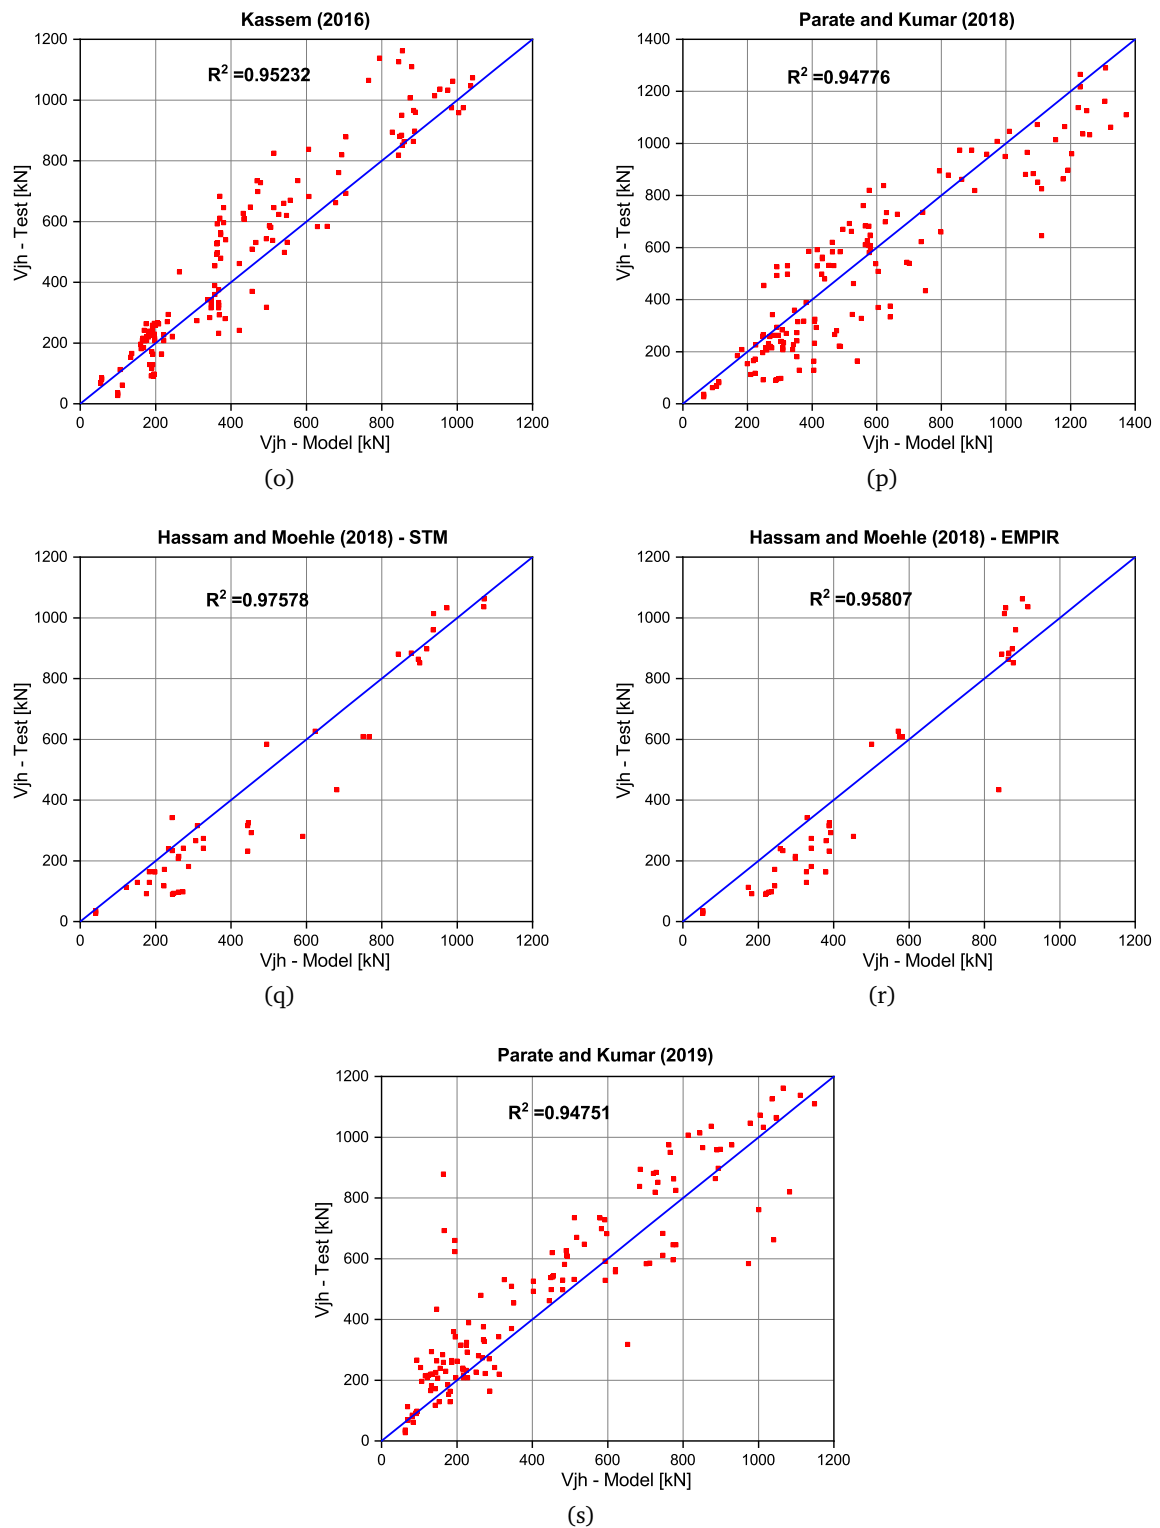 Kassem (2016)
R² =0.95232
1200
1000
800
600
400
200
0
Vjh - Test [kN]
0 200 400 600 800 1000 1200
Vjh - Model [kN]
(o)
Parate and Kumar (2018)
R² =0.94776
1400
1200
1000
800
600
400
200
0
Vjh - Test [kN]
0 200 400 600 800 1000 1200 1400
Vjh - Model [kN]
(p)
Hassam and Moehle (2018) - STM
R² =0.97578
1200
1000
800
600
400
200
0
Vjh - Test [kN]
0 200 400 600 800 1000 1200
Vjh - Model [kN]
(q)
Hassam and Moehle (2018) - EMPIR
R² =0.95807
1200
1000
800
600
400
200
0
Vjh - Test [kN]
0 200 400 600 800 1000 1200
Vjh - Model [kN]
(r)
Parate and Kumar (2019)
R² =0.94751
1200
1000
800
600
400
200
0
Vjh - Test [kN]
0 200 400 600 800 1000 1200
Vjh - Model [kN]
(s)